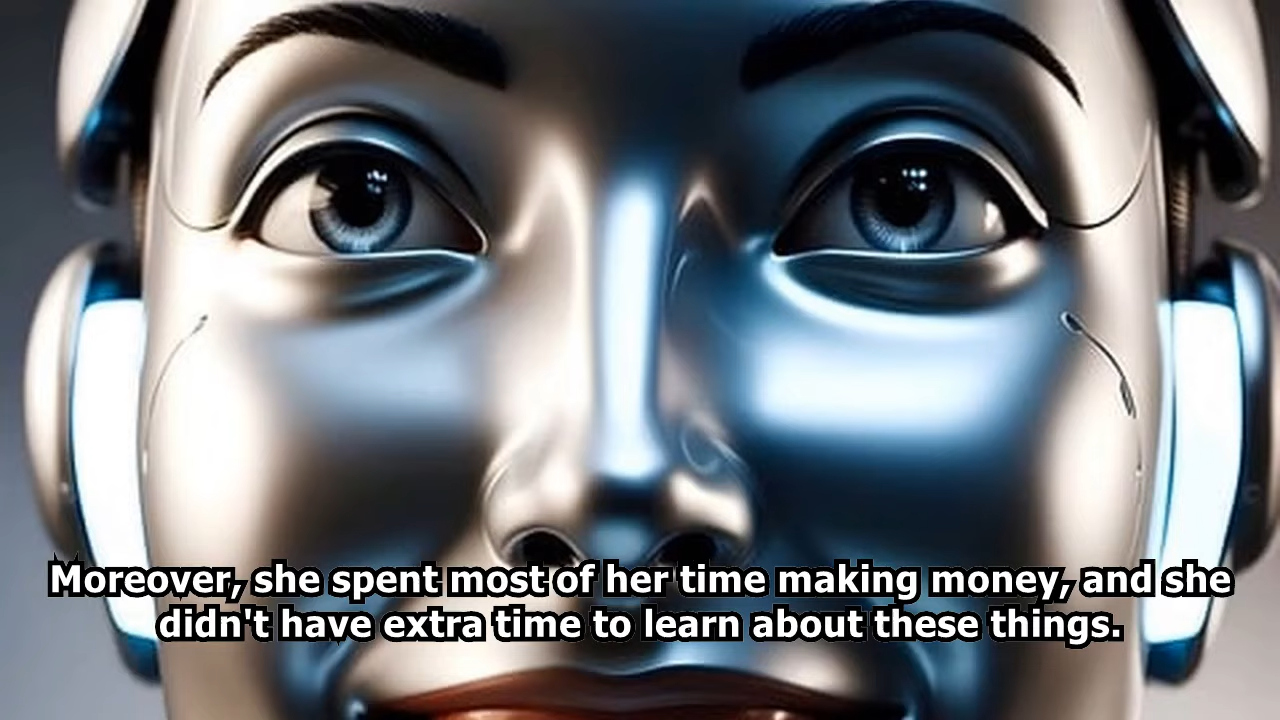 Moreover, she spent most of her time making money, and she
didn't have extra time to learn about these things.